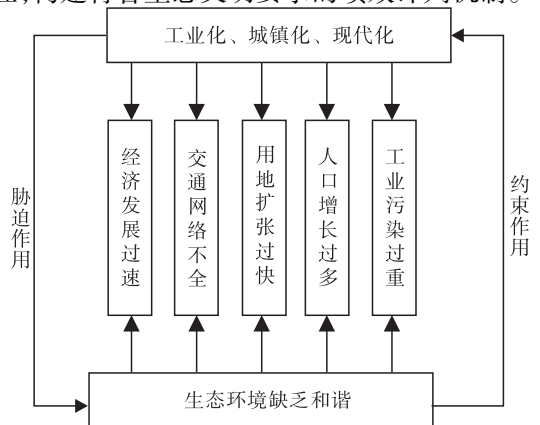 工业化、城镇化、现代化
胁迫作用
经济发展过速
交通网络不全
用地扩张过快
人口增长过多
工业污染过重
约束作用
生态环境缺乏和谐